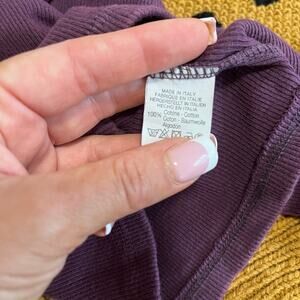 MADE IN ITALY
FABRIQUE EN ITALIE
HERGESTELLT IN ITALIEN
HECHO EN ITALIA
100% Cotone - Cotton
Coton - Baumwolle
Algodon